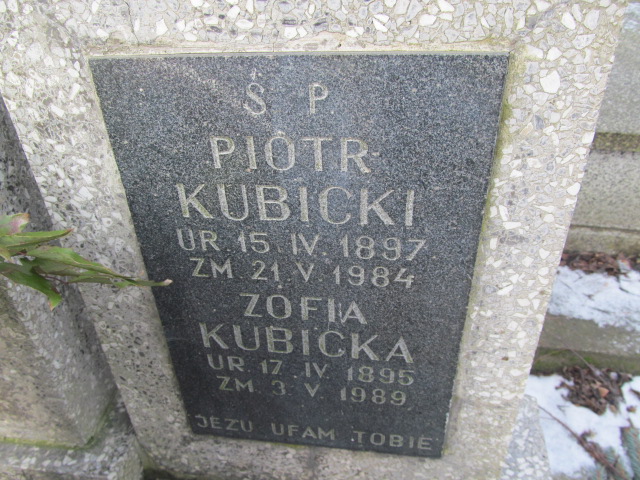 Ś P
PIOTR
KUBICKI
UR. 15. IV. 1897
ZM. 21. V. 1984
ZOFIA
KUBICKA
UR. 17. IV. 1895
ZM. 3. V. 1989
JEZU UFAM TOBIE